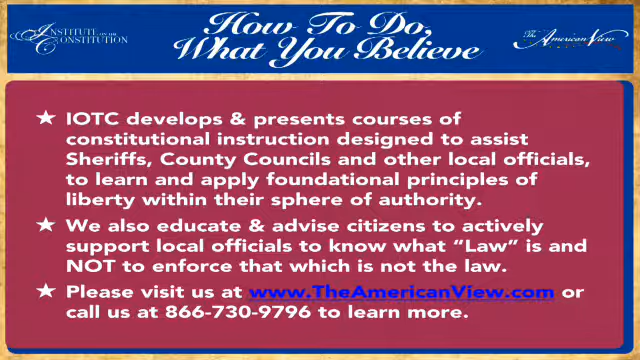 INSTITUTE ON THE
CONSTITUTION
How To Do,
What You Believe
The American View
★ IOTC develops & presents courses of
constitutional instruction designed to assist
Sheriffs, County Councils and other local officials,
to learn and apply foundational principles of
liberty within their sphere of authority.
★ We also educate & advise citizens to actively
support local officials to know what “Law” is and
NOT to enforce that which is not the law.
★ Please visit us at www.TheAmericanView.com or
call us at 866-730-9796 to learn more.